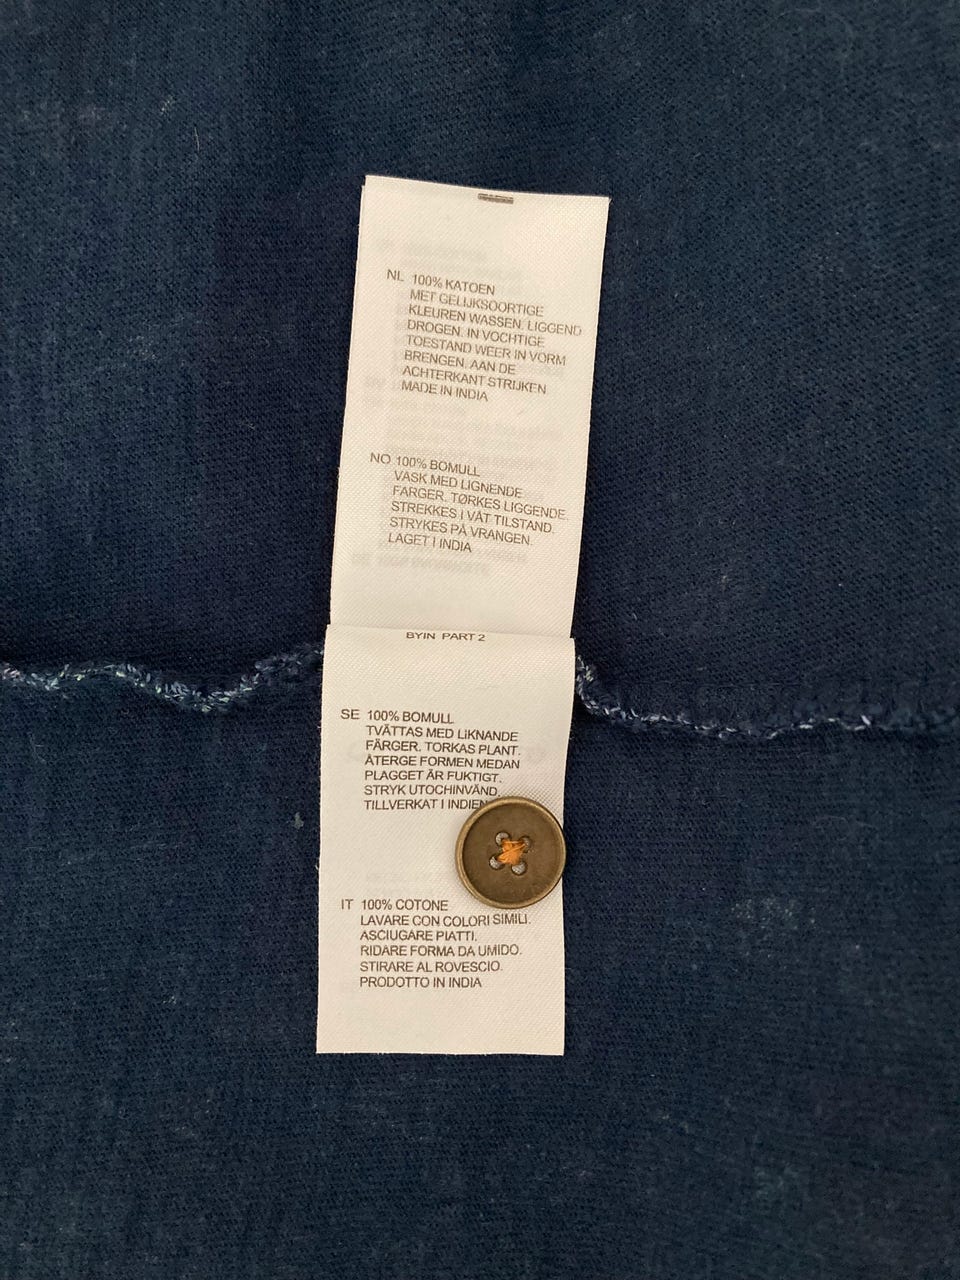 NL 100% KATOEN
MET GELIJKSOORTIGE
KLEUREN WASSEN. LIGGEND
DROGEN. IN VOCHTIGE
TOESTAND WEER IN VORM
BRENGEN. AAN DE
ACHTERKANT STRIJKEN
MADE IN INDIA
NO 100% BOMULL
VASK MED LIGNENDE
FARGER. TØRKES LIGGENDE.
STREKKES I VÅT TILSTAND.
STRYKES PÅ VRANGEN.
LAGET I INDIA
BYIN PART 2
SE 100% BOMULL
TVÄTTAS MED LIKNANDE
FÄRGER. TORKAS PLANT.
ÅTERGE FORMEN MEDAN
PLAGGET ÄR FUKTIGT.
STRYK UTOCHINVÄND.
TILLVERKAT I INDIEN
IT 100% COTONE
LAVARE CON COLORI SIMILI.
ASCIUGARE PIATTI.
RIDARE FORMA DA UMIDO.
STIRARE AL ROVESCIO.
PRODOTTO IN INDIA